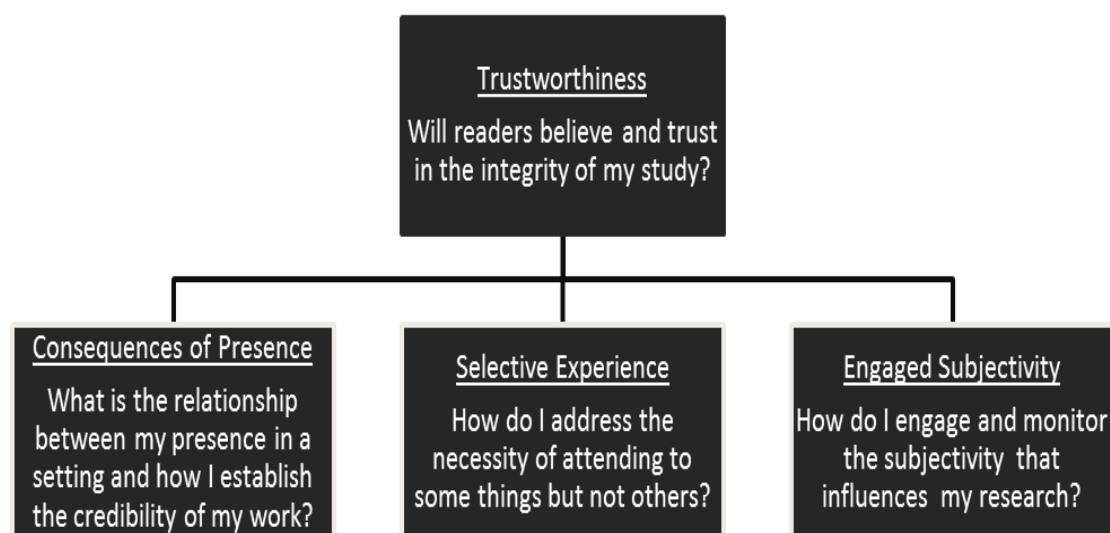 Trustworthiness
Will readers believe and trust
in the integrity of my study?
Consequences of Presence
What is the relationship
between my presence in a
setting and how I establish
the credibility of my work?
Selective Experience
How do I address the
necessity of attending to
some things but not others?
Engaged Subjectivity
How do I engage and monitor
the subjectivity that
influences my research?